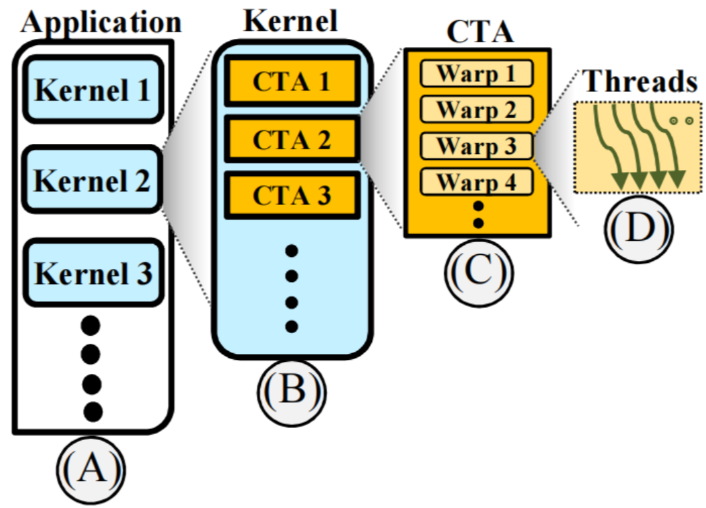 Application
Kernel 1
Kernel 2
Kernel 3
(A)
Kernel
CTA 1
CTA 2
CTA 3
(B)
CTA
Warp 1
Warp 2
Warp 3
Warp 4
(C)
Threads
(D)